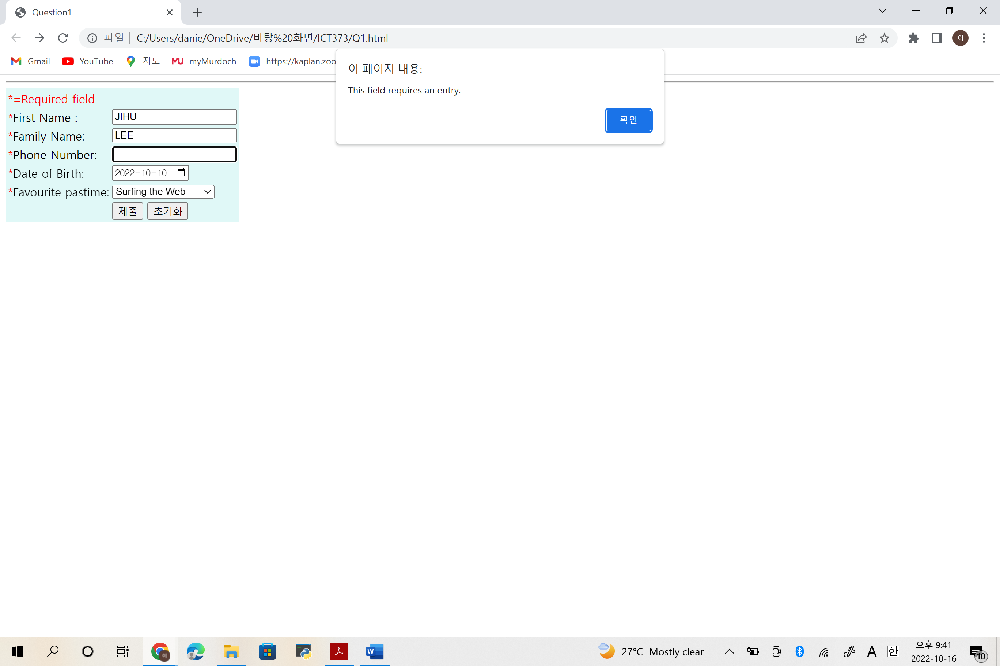 Question1
파일 C:/Users/danie/OneDrive/바탕%20화면/ICT373/Q1.html 이
Gmail YouTube 지도 MU myMurdoch https://kaplan.zoo
이 페이지 내용:
This field requires an entry.
확인
*=Required field
*First Name : JIHU
*Family Name: LEE
*Phone Number:
*Date of Birth: 2022-10-10
*Favourite pastime: Surfing the Web
제출 초기화
이 W 27°C Mostly clear A 한 오후 9:41
2022-10-16 10